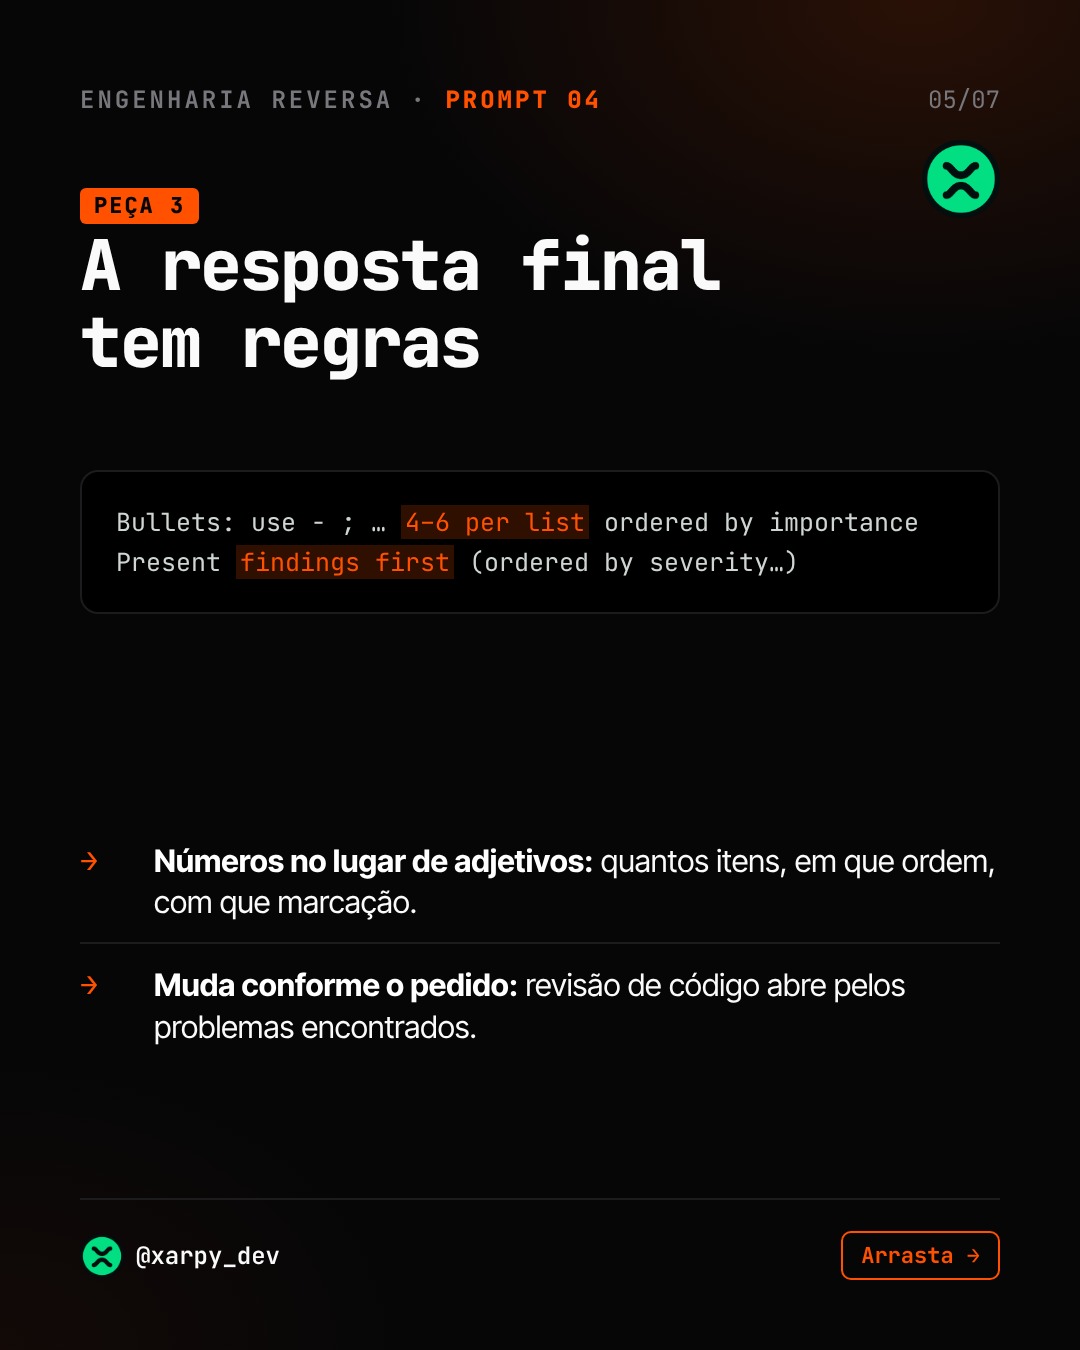 ENGENHARIA REVERSA · PROMPT 04
05/07
PEÇA 3
A resposta final
tem regras
Bullets: use - ; … 4–6 per list ordered by importance
Present findings first (ordered by severity…)
→ Números no lugar de adjetivos: quantos itens, em que ordem,
com que marcação.
→ Muda conforme o pedido: revisão de código abre pelos
problemas encontrados.
@xarpy_dev
Arrasta →